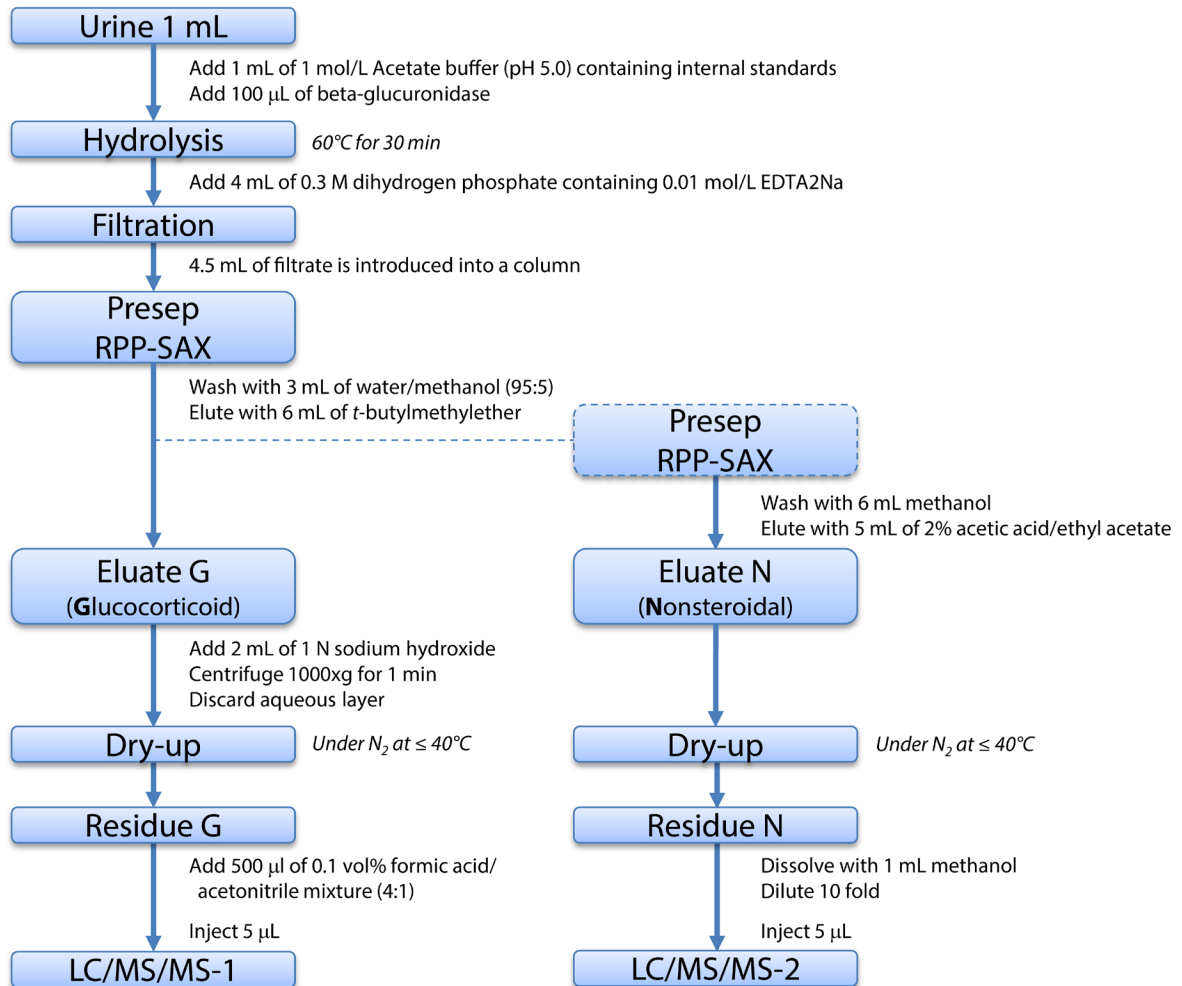 Urine 1 mL
Add 1 mL of 1 mol/L Acetate buffer (pH 5.0) containing internal standards
Add 100 μL of beta-glucuronidase
Hydrolysis
60°C for 30 min
Add 4 mL of 0.3 M dihydrogen phosphate containing 0.01 mol/L EDTA2Na
Filtration
4.5 mL of filtrate is introduced into a column
Presep
RPP-SAX
Wash with 3 mL of water/methanol (95:5)
Elute with 6 mL of t-butylmethylether
Presep
RPP-SAX
Wash with 6 mL methanol
Elute with 5 mL of 2% acetic acid/ethyl acetate
Eluate G
(Glucocorticoid)
Eluate N
(Nonsteroidal)
Add 2 mL of 1 N sodium hydroxide
Centrifuge 1000xg for 1 min
Discard aqueous layer
Dry-up
Under N2 at ≤ 40°C
Dry-up
Under N2 at ≤ 40°C
Residue G
Residue N
Add 500 μl of 0.1 vol% formic acid/
acetonitrile mixture (4:1)
Inject 5 μL
Dissolve with 1 mL methanol
Dilute 10 fold
Inject 5 μL
LC/MS/MS-1
LC/MS/MS-2